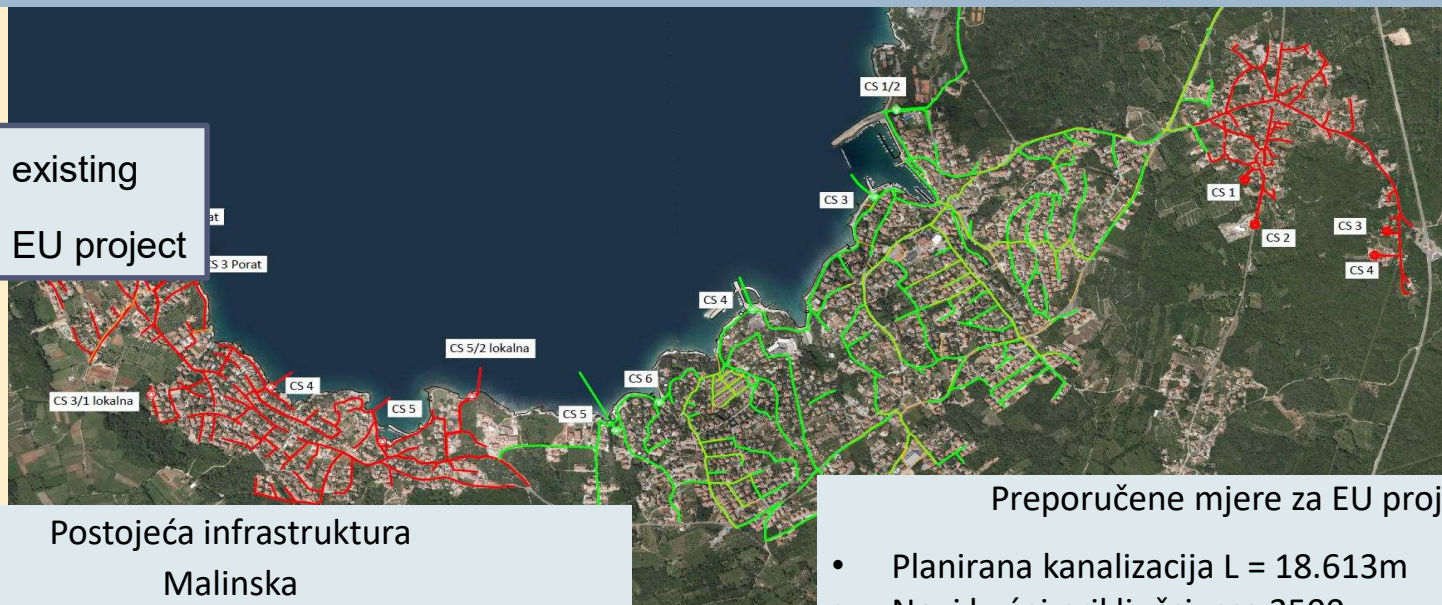 existing
EU project
CS 3 Porat
CS 3/1 lokalna
CS 4
CS 5
CS 5/2 lokalna
CS 5
CS 6
CS 4
CS 3
CS 1/2
CS 1
CS 2
CS 3
CS 4
Postojeća infrastruktura
Malinska
Preporučene mjere za EU proj
• Planirana kanalizacija L = 18.613m